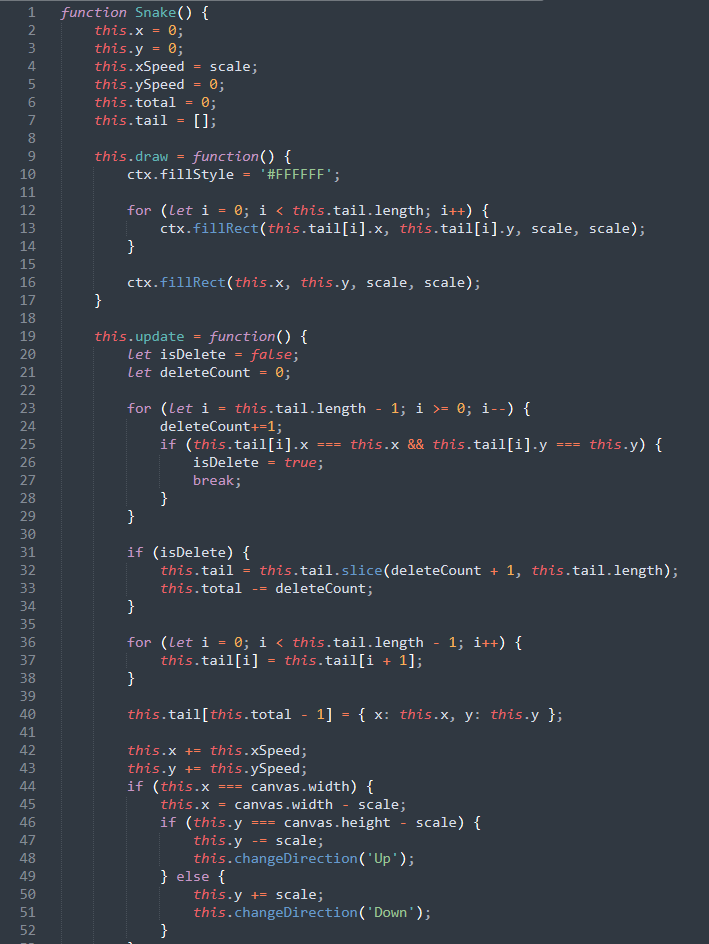 1 function Snake() {
2 this.x = 0;
3 this.y = 0;
4 this.xSpeed = scale;
5 this.ySpeed = 0;
6 this.total = 0;
7 this.tail = [];
8
9 this.draw = function() {
10 ctx.fillStyle = '#FFFFFF';
11
12 for (let i = 0; i < this.tail.length; i++) {
13 ctx.fillRect(this.tail[i].x, this.tail[i].y, scale, scale);
14 }
15
16 ctx.fillRect(this.x, this.y, scale, scale);
17 }
18
19 this.update = function() {
20 let isDelete = false;
21 let deleteCount = 0;
22
23 for (let i = this.tail.length - 1; i >= 0; i--) {
24 deleteCount+=1;
25 if (this.tail[i].x === this.x && this.tail[i].y === this.y) {
26 isDelete = true;
27 break;
28 }
29 }
30
31 if (isDelete) {
32 this.tail = this.tail.slice(deleteCount + 1, this.tail.length);
33 this.total -= deleteCount;
34 }
35
36 for (let i = 0; i < this.tail.length - 1; i++) {
37 this.tail[i] = this.tail[i + 1];
38 }
39
40 this.tail[this.total - 1] = { x: this.x, y: this.y };
41
42 this.x += this.xSpeed;
43 this.y += this.ySpeed;
44 if (this.x === canvas.width) {
45 this.x = canvas.width - scale;
46 if (this.y === canvas.height - scale) {
47 this.y -= scale;
48 this.changeDirection('Up');
49 } else {
50 this.y += scale;
51 this.changeDirection('Down');
52 }